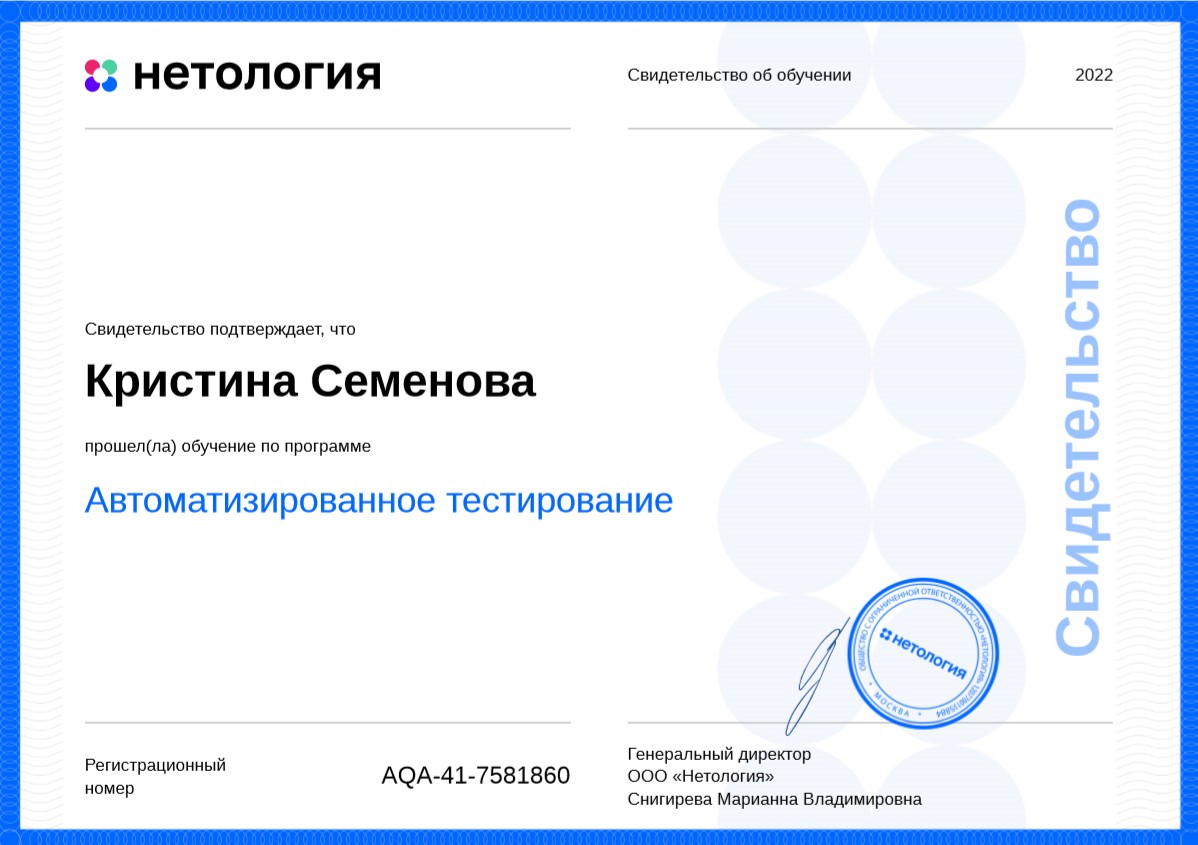 нетология
Свидетельство об обучении
2022
Свидетельство
Свидетельство подтверждает, что
Кристина Семенова
прошел(ла) обучение по программе
Автоматизированное тестирование
ОБЩЕСТВО С ОГРАНИЧЕННОЙ ОТВЕТСТВЕННОСТЬЮ «НЕТОЛОГИЯ»
• МОСКВА •
нетология
Регистрационный
номер
AQA-41-7581860
Генеральный директор
ООО «Нетология»
Снигирева Марианна Владимировна